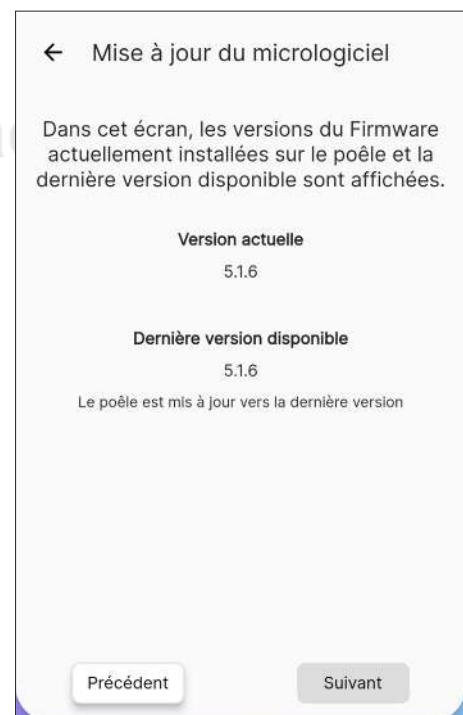 ← Mise à jour du micrologiciel
Dans cet écran, les versions du Firmware
actuellement installées sur le poêle et la
dernière version disponible sont affichées.
Version actuelle
5.1.6
Dernière version disponible
5.1.6
Le poêle est mis à jour vers la dernière version
Précédent
Suivant